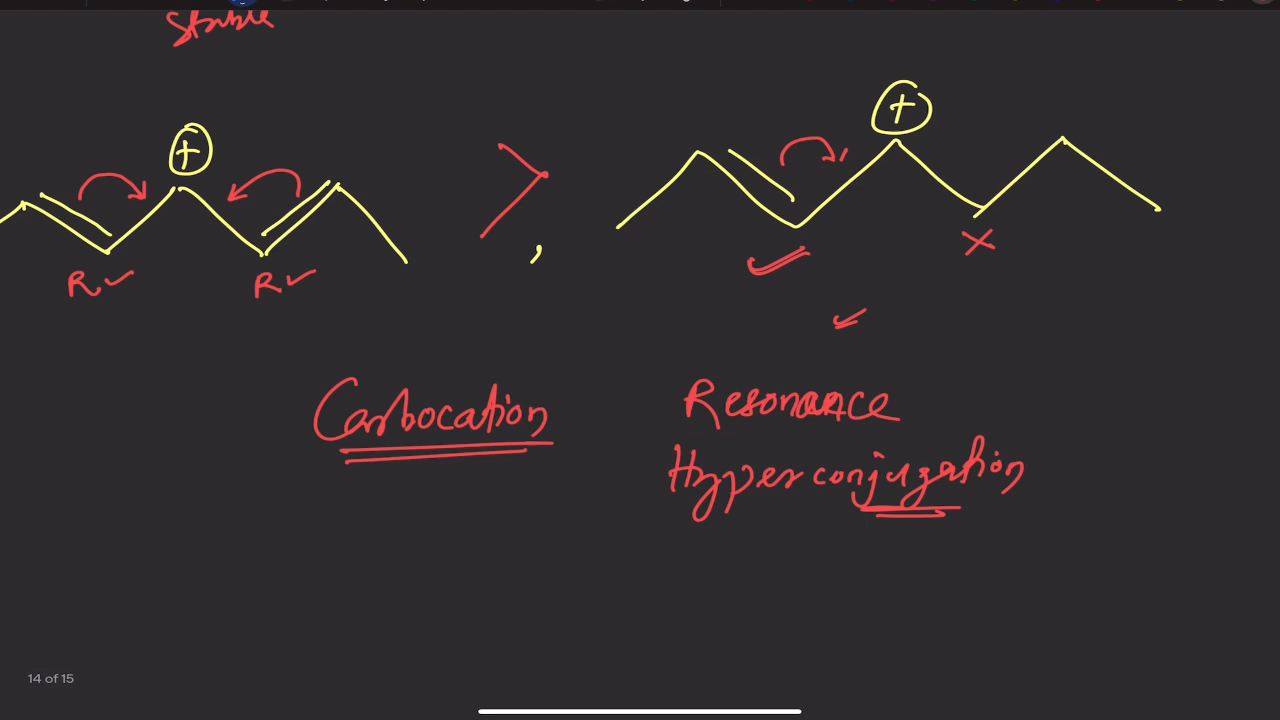 Stable
+
+
R✓ R✓
> ,
✓ ×
✓
Carbocation Resonance
Hyperconjugation
14 of 15